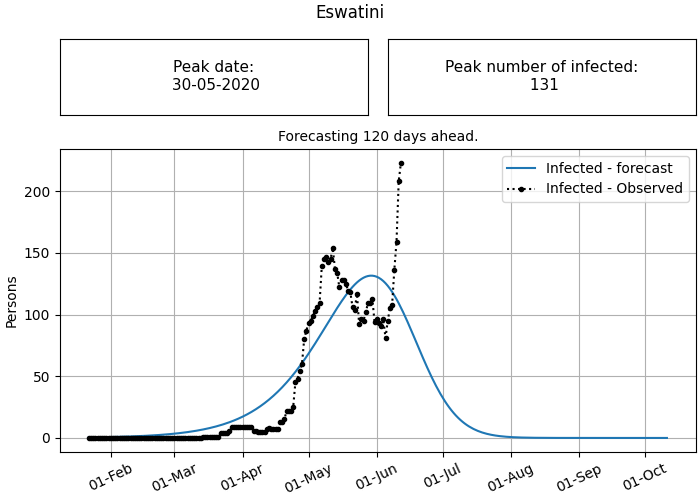 Eswatini
Peak date:
30-05-2020
Peak number of infected:
131
Forecasting 120 days ahead.
Infected - forecast
Infected - Observed
Persons
200
150
100
50
0
01-Feb
01-Mar
01-Apr
01-May
01-Jun
01-Jul
01-Aug
01-Sep
01-Oct